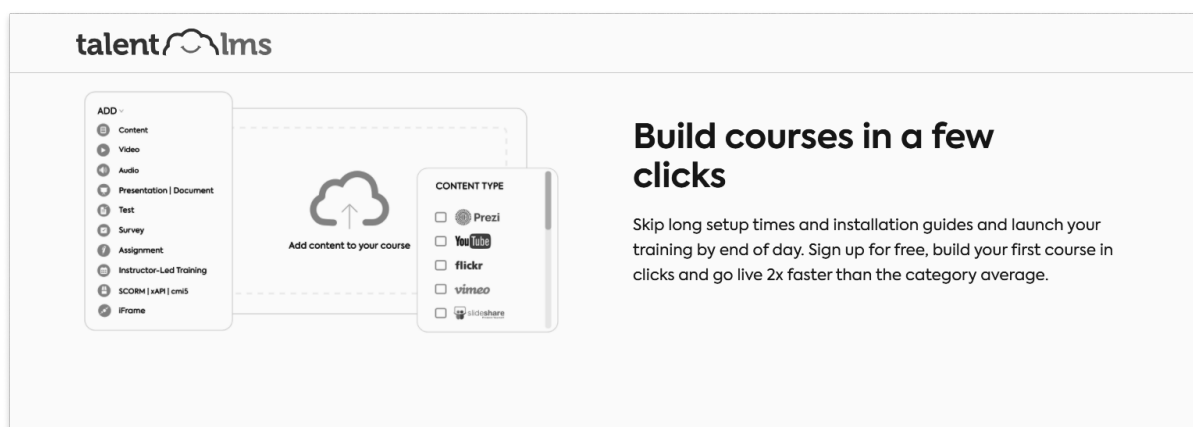 talentlms
ADD
Content
Video
Audio
Presentation | Document
Test
Survey
Assignment
Instructor-Led Training
SCORM | xAPI | cmi5
iFrame
Add content to your course
CONTENT TYPE
Prezi
YouTube
flickr
vimeo
slideshare
Build courses in a few
clicks
Skip long setup times and installation guides and launch your
training by end of day. Sign up for free, build your first course in
clicks and go live 2x faster than the category average.